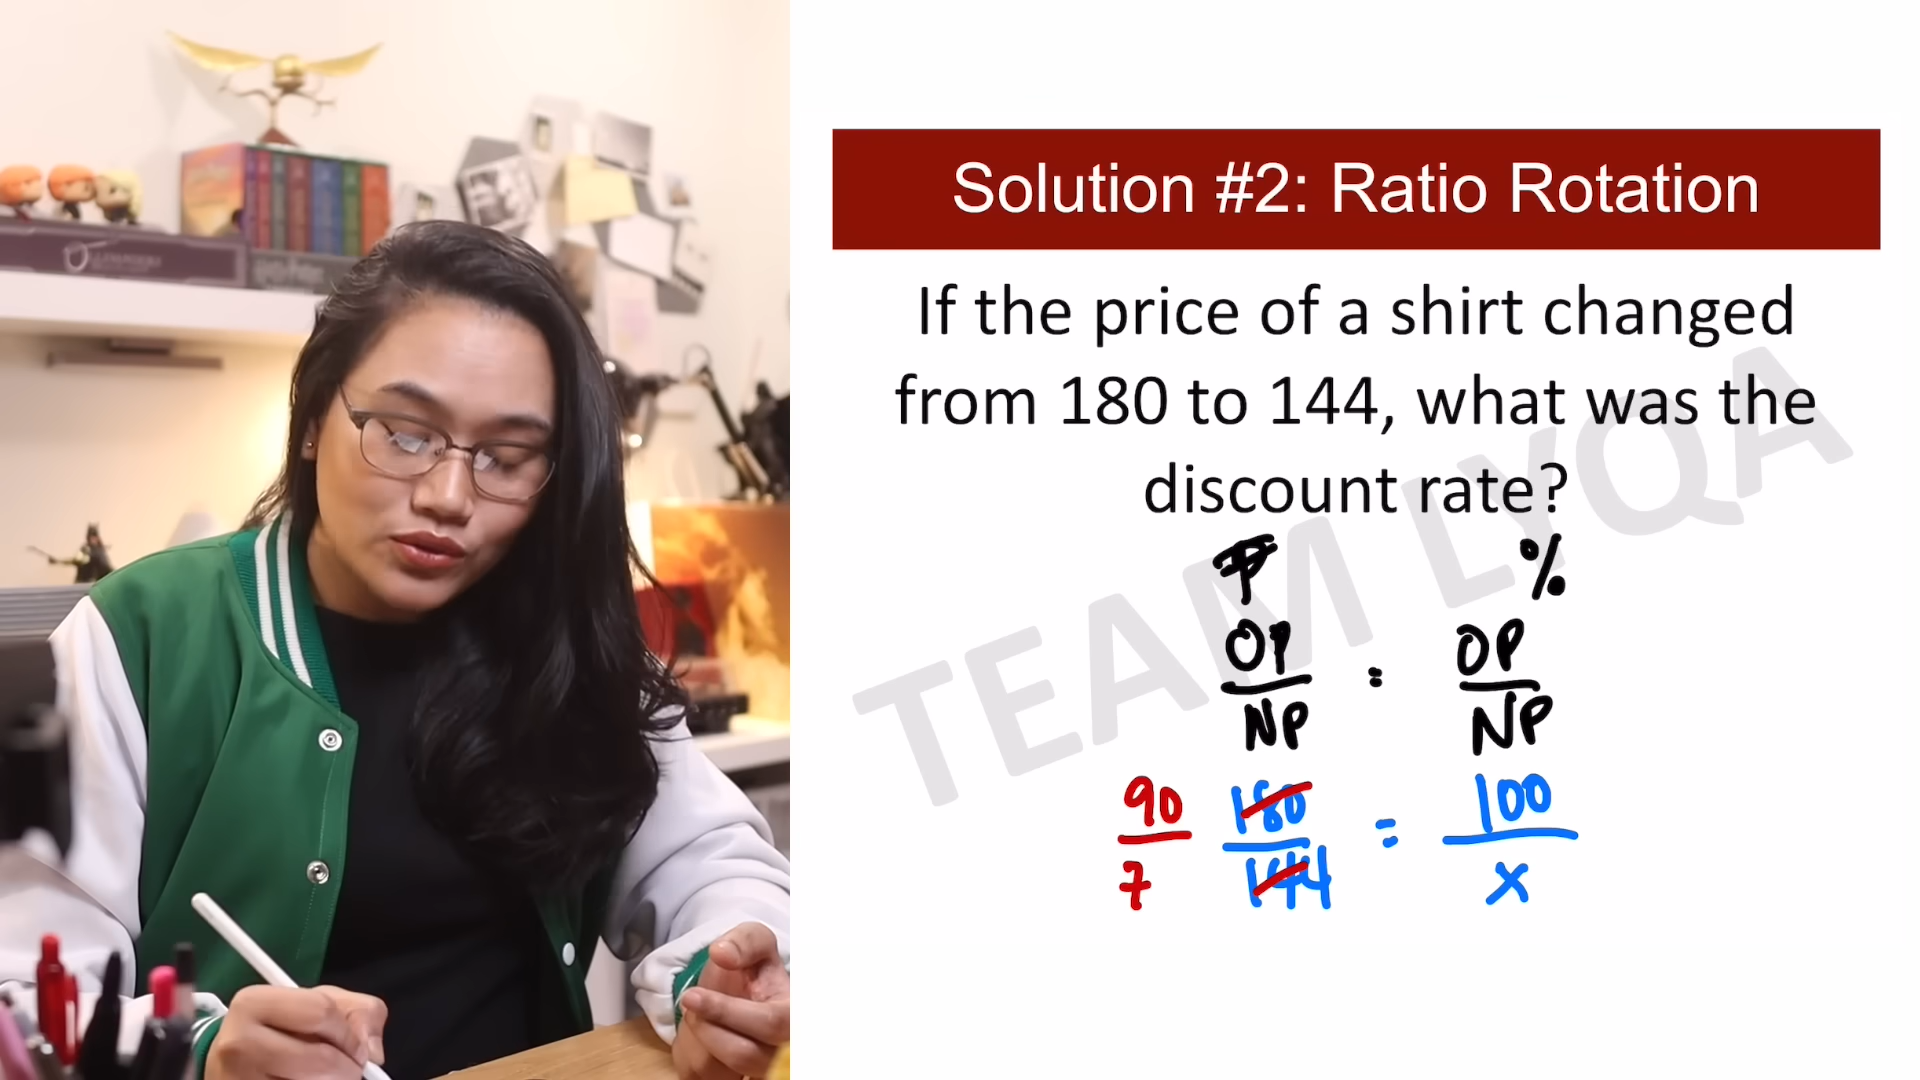 Solution #2: Ratio Rotation
If the price of a shirt changed
from 180 to 144, what was the
discount rate?
TEAM LYQA
₱ %
OP = OP
NP NP
90 180 = 100
7 144 x